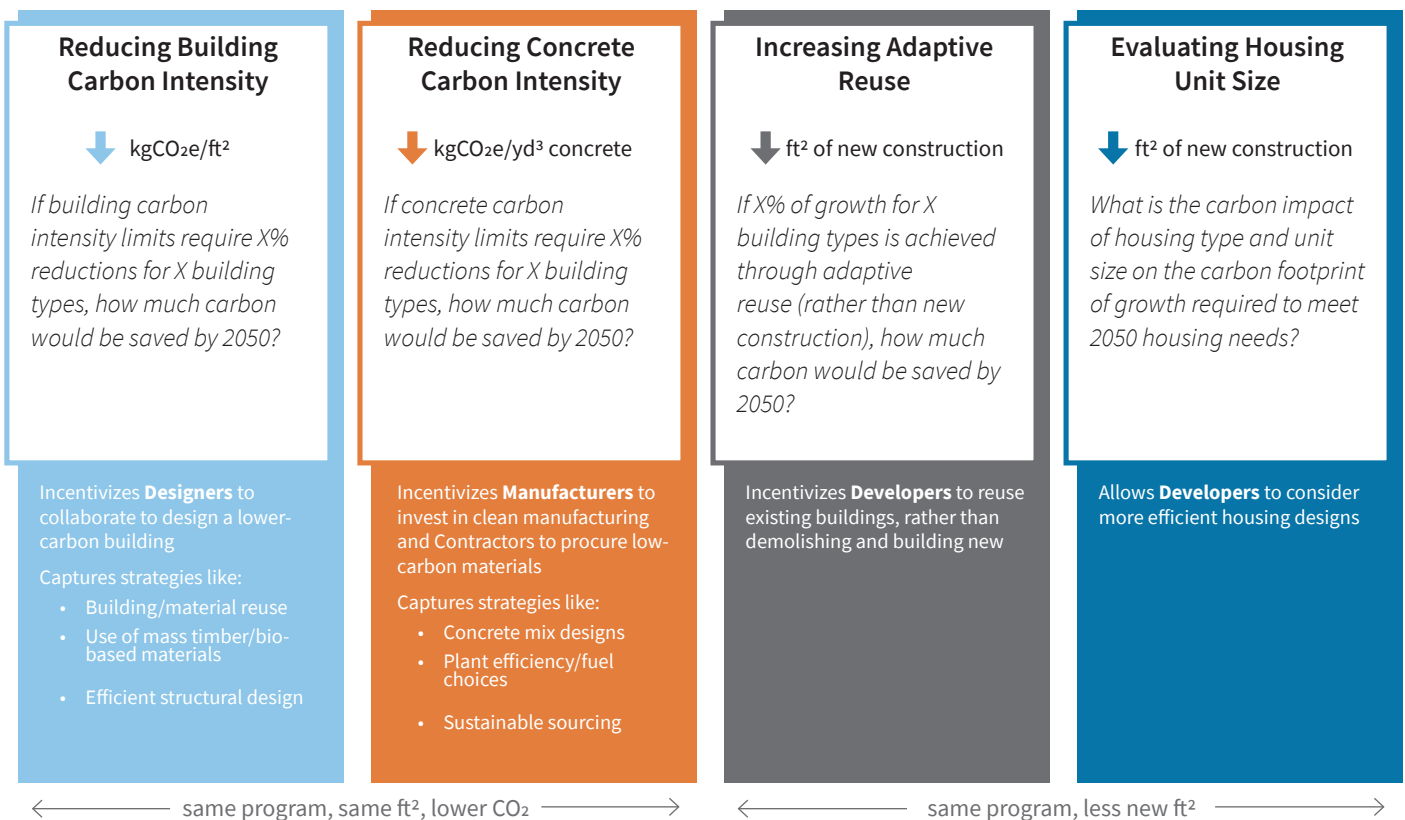 Reducing Building
Carbon Intensity
kgCO₂e/ft²
If building carbon
intensity limits require X%
reductions for X building
types, how much carbon
would be saved by 2050?
Incentivizes Designers to
collaborate to design a lower-
carbon building
Captures strategies like:
• Building/material reuse
• Use of mass timber/bio-
based materials
• Efficient structural design
Reducing Concrete
Carbon Intensity
kgCO₂e/yd³ concrete
If concrete carbon
intensity limits require X%
reductions for X building
types, how much carbon
would be saved by 2050?
Incentivizes Manufacturers to
invest in clean manufacturing
and Contractors to procure low-
carbon materials
Captures strategies like:
• Concrete mix designs
• Plant efficiency/fuel
choices
• Sustainable sourcing
Increasing Adaptive
Reuse
ft² of new construction
If X% of growth for X
building types is achieved
through adaptive
reuse (rather than new
construction), how much
carbon would be saved by
2050?
Incentivizes Developers to reuse
existing buildings, rather than
demolishing and building new
Evaluating Housing
Unit Size
ft² of new construction
What is the carbon impact
of housing type and unit
size on the carbon footprint
of growth required to meet
2050 housing needs?
Allows Developers to consider
more efficient housing designs
same program, same ft², lower CO₂
same program, less new ft²